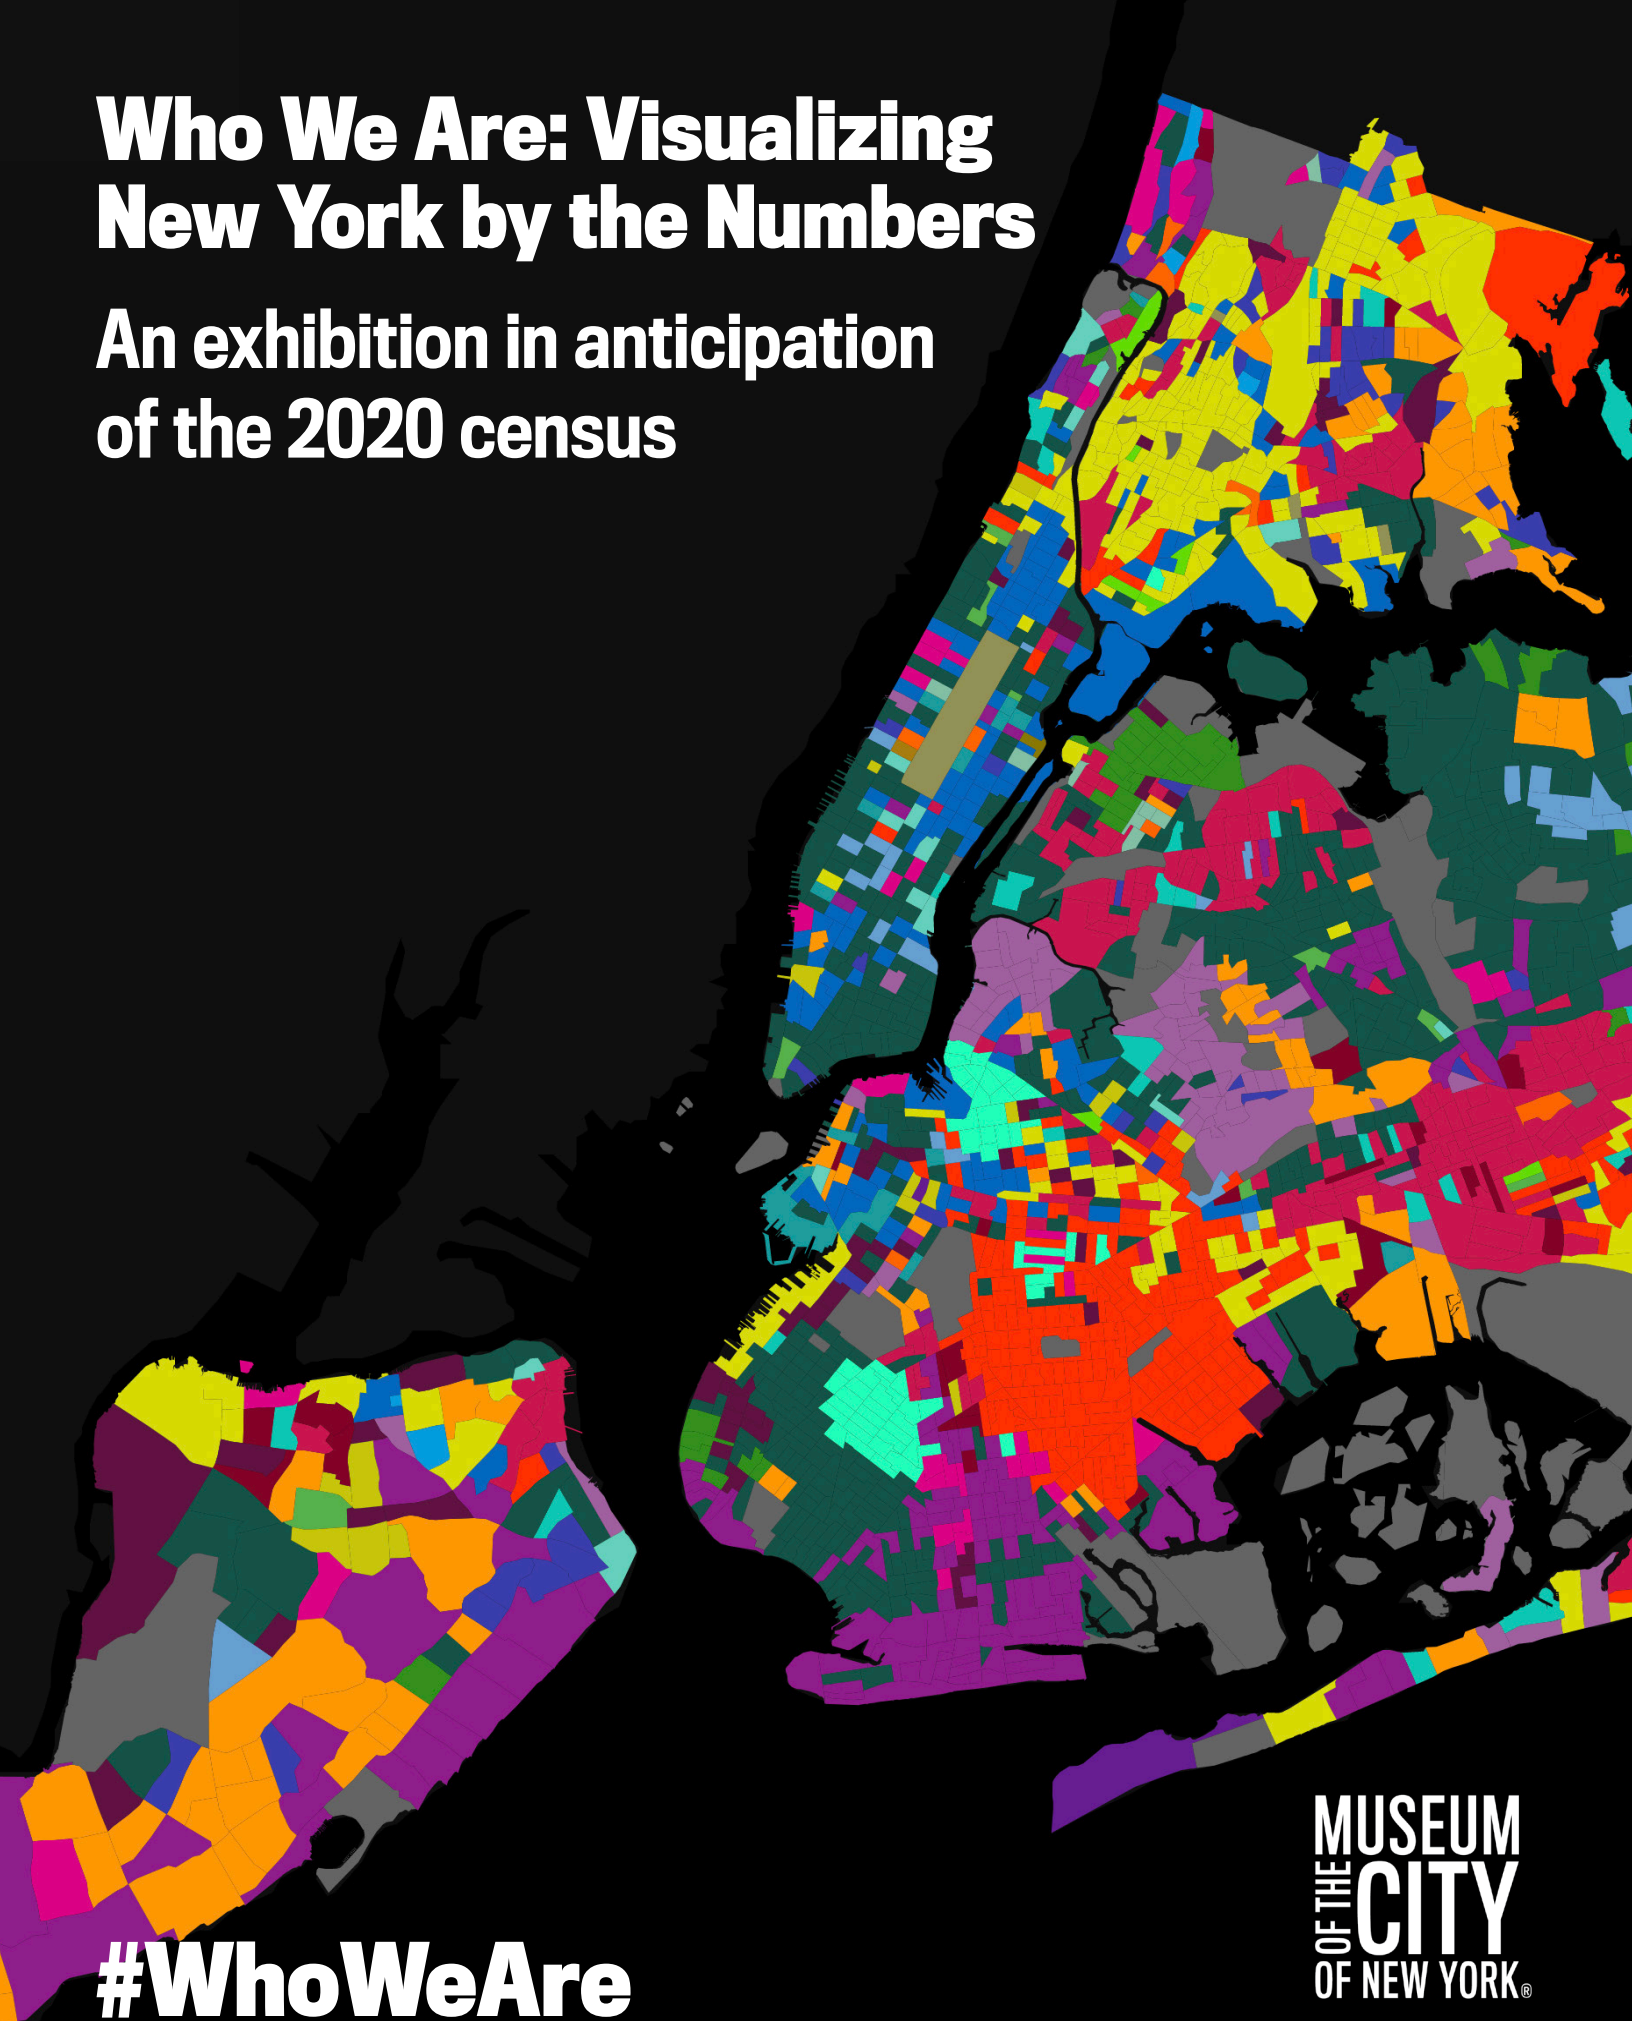 Who We Are: Visualizing
New York by the Numbers
An exhibition in anticipation
of the 2020 census
MUSEUM
OF THE
CITY
OF NEW YORK®
#WhoWeAre